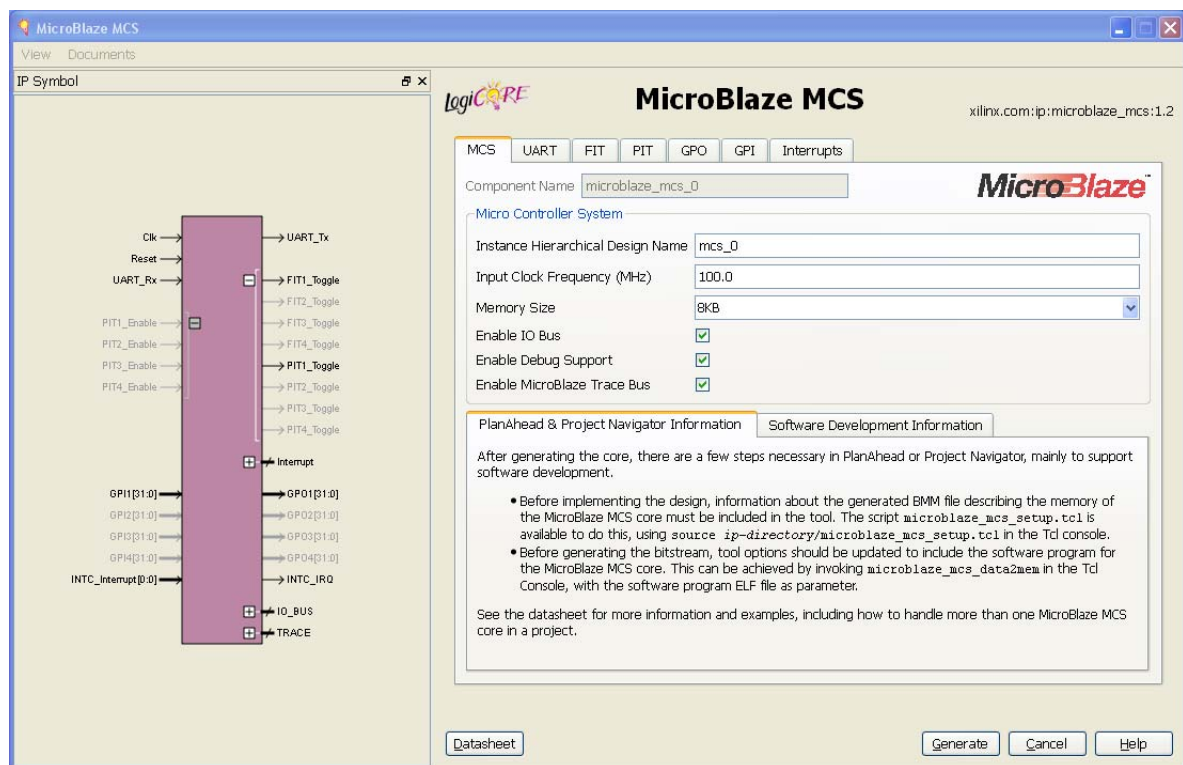 MicroBlaze MCS
View Documents
IP Symbol
Clk
Reset
UART_Rx
PIT1_Enable
PIT2_Enable
PIT3_Enable
PIT4_Enable
GPI1[31:0]
GPI2[31:0]
GPI3[31:0]
GPI4[31:0]
INTC_Interrupt[0:0]
UART_Tx
FIT1_Toggle
FIT2_Toggle
FIT3_Toggle
FIT4_Toggle
PIT1_Toggle
PIT2_Toggle
PIT3_Toggle
PIT4_Toggle
Interrupt
GPO1[31:0]
GPO2[31:0]
GPO3[31:0]
GPO4[31:0]
INTC_IRQ
IO_BUS
TRACE
logiCORE
MicroBlaze MCS
xilinx.com:ip:microblaze_mcs:1.2
MCS UART FIT PIT GPO GPI Interrupts
Component Name microblaze_mcs_0
MicroBlaze™
Micro Controller System
Instance Hierarchical Design Name mcs_0
Input Clock Frequency (MHz) 100.0
Memory Size 8KB
Enable IO Bus
Enable Debug Support
Enable MicroBlaze Trace Bus
PlanAhead & Project Navigator Information Software Development Information
After generating the core, there are a few steps necessary in PlanAhead or Project Navigator, mainly to support
software development.
• Before implementing the design, information about the generated BMM file describing the memory of
the MicroBlaze MCS core must be included in the tool. The script microblaze_mcs_setup.tcl is
available to do this, using source ip-directory/microblaze_mcs_setup.tcl in the Tcl console.
• Before generating the bitstream, tool options should be updated to include the software program for
the MicroBlaze MCS core. This can be achieved by invoking microblaze_mcs_data2mem in the Tcl
Console, with the software program ELF file as parameter.
See the datasheet for more information and examples, including how to handle more than one MicroBlaze MCS
core in a project.
Datasheet Generate Cancel Help